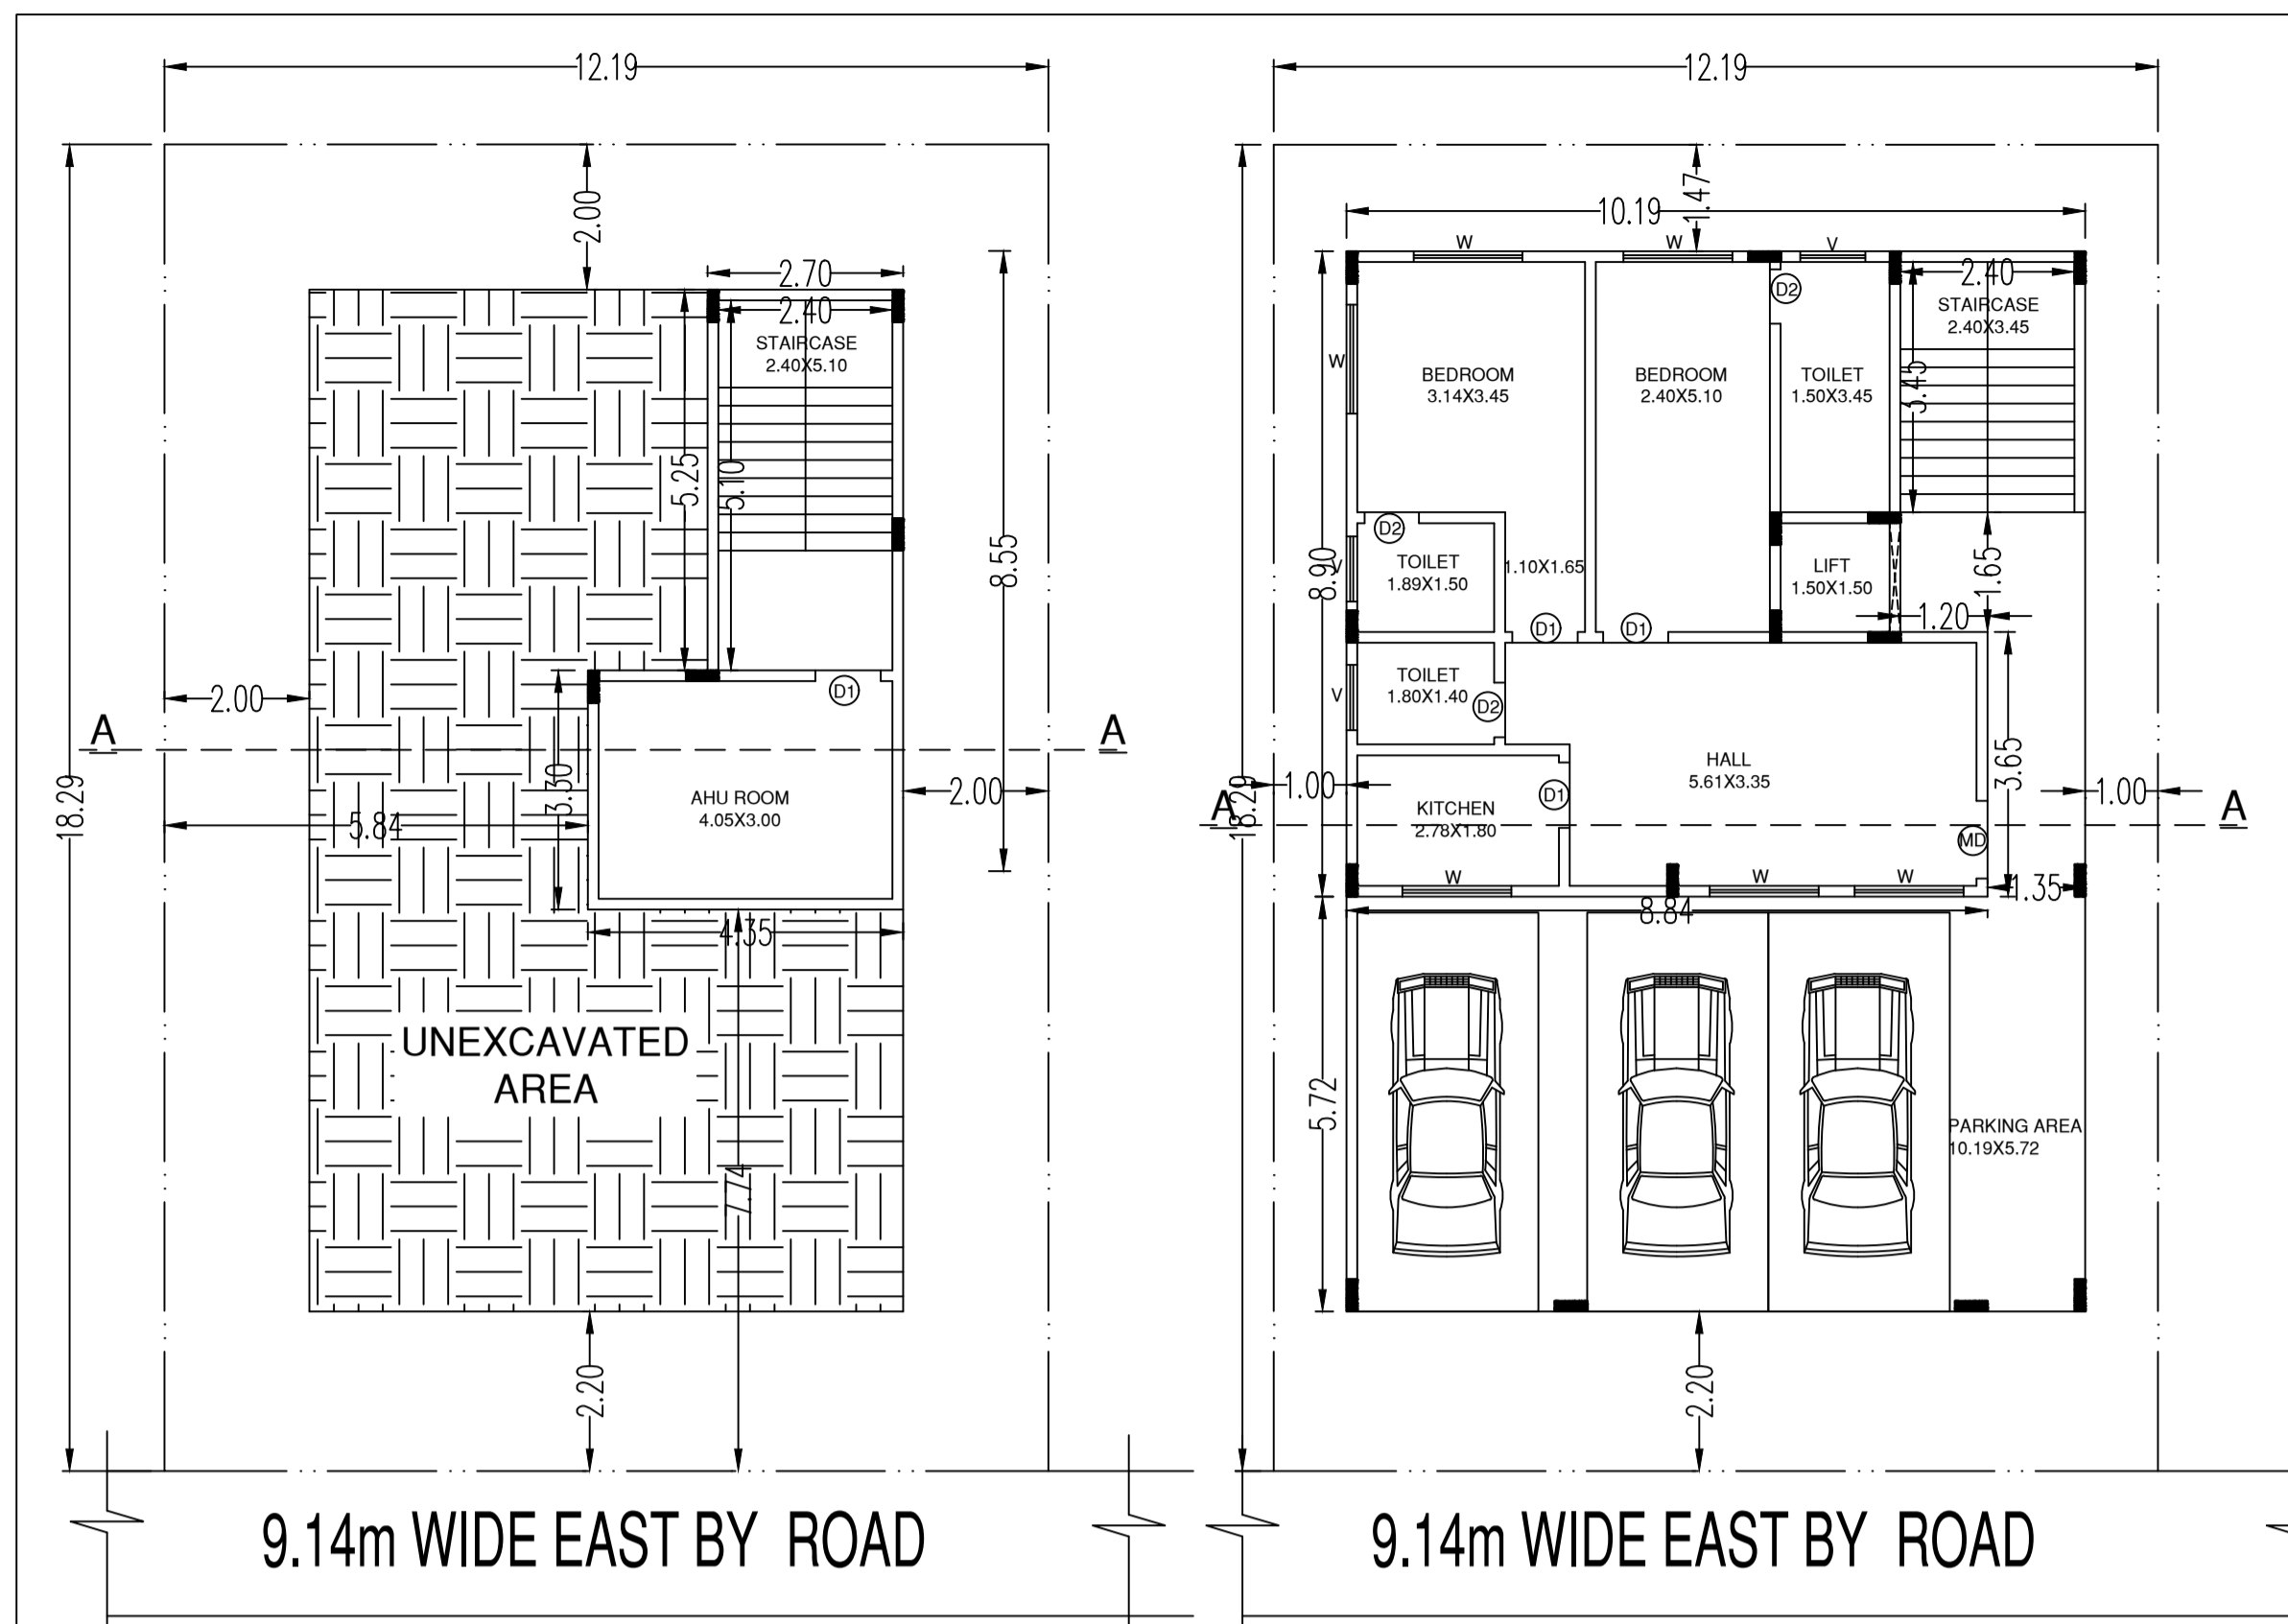 12.19
2.00
2.70
2.40
STAIRCASE
2.40X5.10
5.25
5.10
8.55
D1
2.00
A
A
18.29
3.30
AHU ROOM
4.05X3.00
2.00
5.84
4.35
UNEXCAVATED
AREA
7.74
2.20
9.14m WIDE EAST BY ROAD
12.19
1.47
10.19
W
W
V
D2
2.40
STAIRCASE
2.40X3.45
W
BEDROOM
3.14X3.45
BEDROOM
2.40X5.10
TOILET
1.50X3.45
3.45
D2
TOILET
1.89X1.50
1.10X1.65
LIFT
1.50X1.50
1.65
8.90
V
1.20
D1
D1
TOILET
1.80X1.40
V
D2
HALL
5.61X3.35
3.65
1.00
18.29
1.00
A
A
KITCHEN
2.78X1.80
D1
MD
W
W
W
1.35
8.84
5.72
PARKING AREA
10.19X5.72
2.20
9.14m WIDE EAST BY ROAD